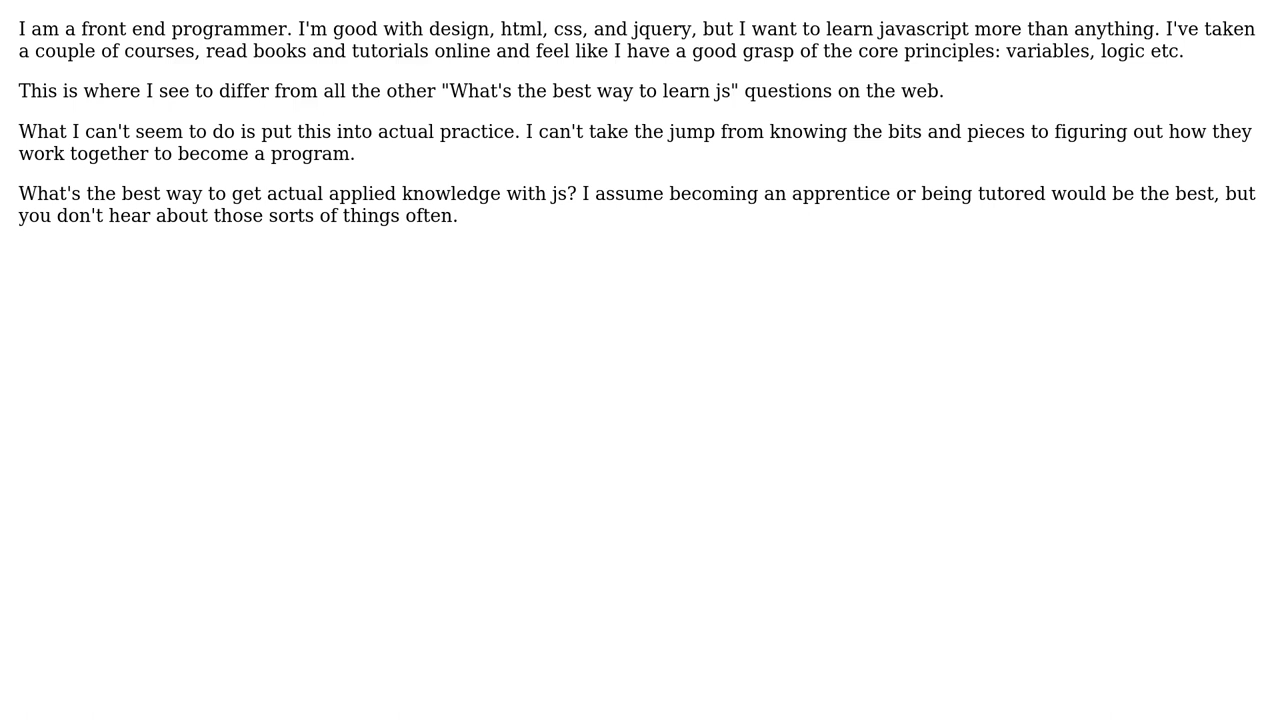 I am a front end programmer. I'm good with design, html, css, and jquery, but I want to learn javascript more than anything. I've taken
a couple of courses, read books and tutorials online and feel like I have a good grasp of the core principles: variables, logic etc.
This is where I see to differ from all the other "What's the best way to learn js" questions on the web.
What I can't seem to do is put this into actual practice. I can't take the jump from knowing the bits and pieces to figuring out how they
work together to become a program.
What's the best way to get actual applied knowledge with js? I assume becoming an apprentice or being tutored would be the best, but
you don't hear about those sorts of things often.